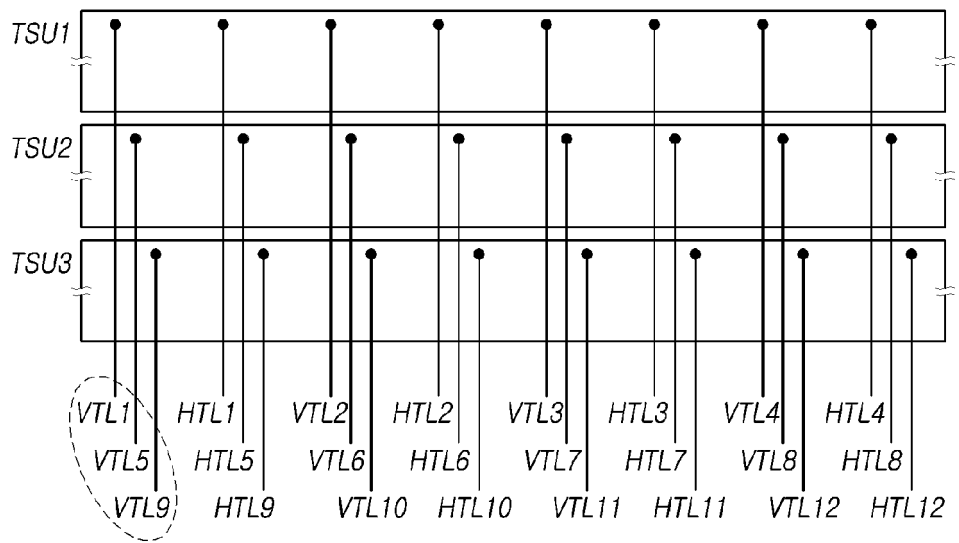 TSU1
TSU2
TSU3
VTL1 HTL1 VTL2 HTL2 VTL3 HTL3 VTL4 HTL4
VTL5 HTL5 VTL6 HTL6 VTL7 HTL7 VTL8 HTL8
VTL9 HTL9 VTL10 HTL10 VTL11 HTL11 VTL12 HTL12